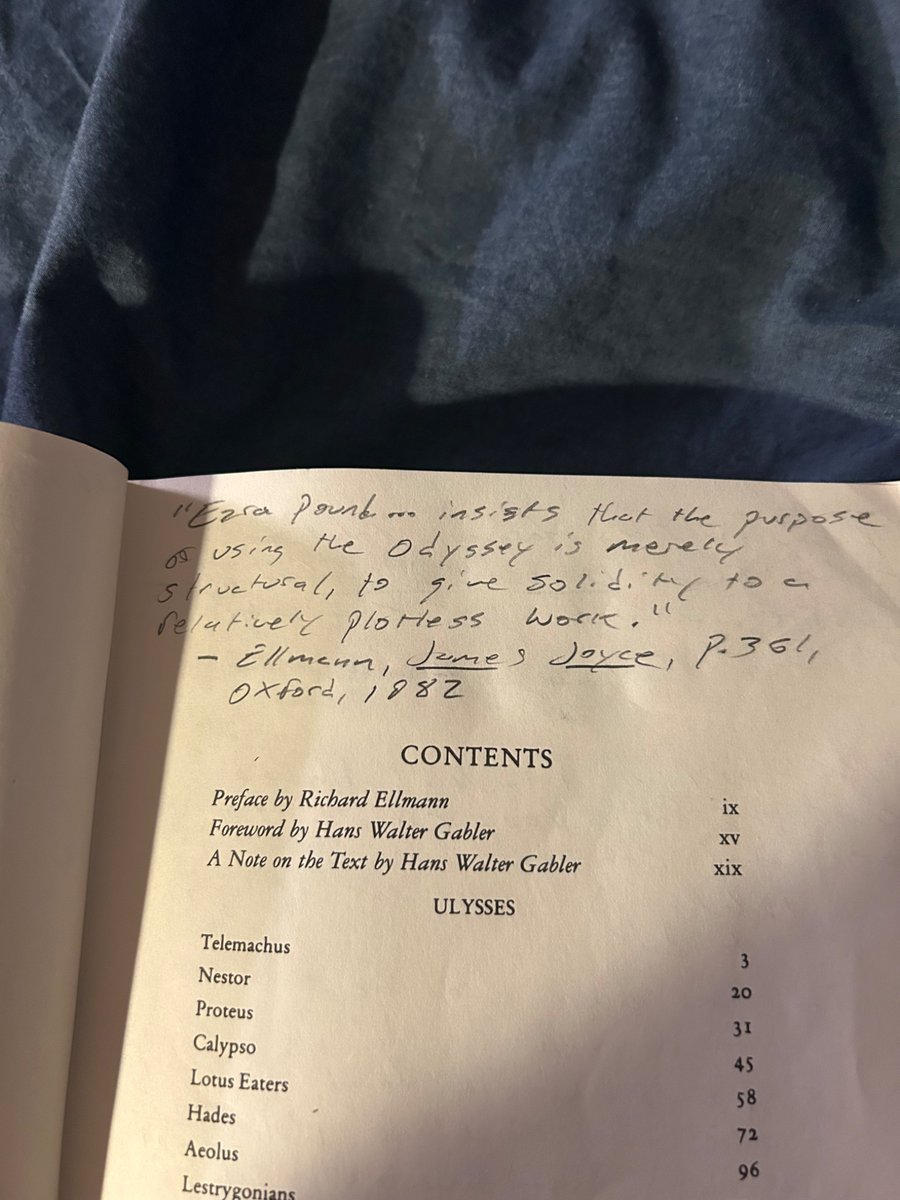 "Ezra Pound ... insists that the purpose
of using the Odyssey is merely
structural, to give solidity to a
relatively plotless work."
- Ellmann, James Joyce, p.361,
Oxford, 1982
CONTENTS
Preface by Richard Ellmann ix
Foreword by Hans Walter Gabler xv
A Note on the Text by Hans Walter Gabler xix
ULYSSES
Telemachus 3
Nestor 20
Proteus 31
Calypso 45
Lotus Eaters 58
Hades 72
Aeolus 96
Lestrygonians